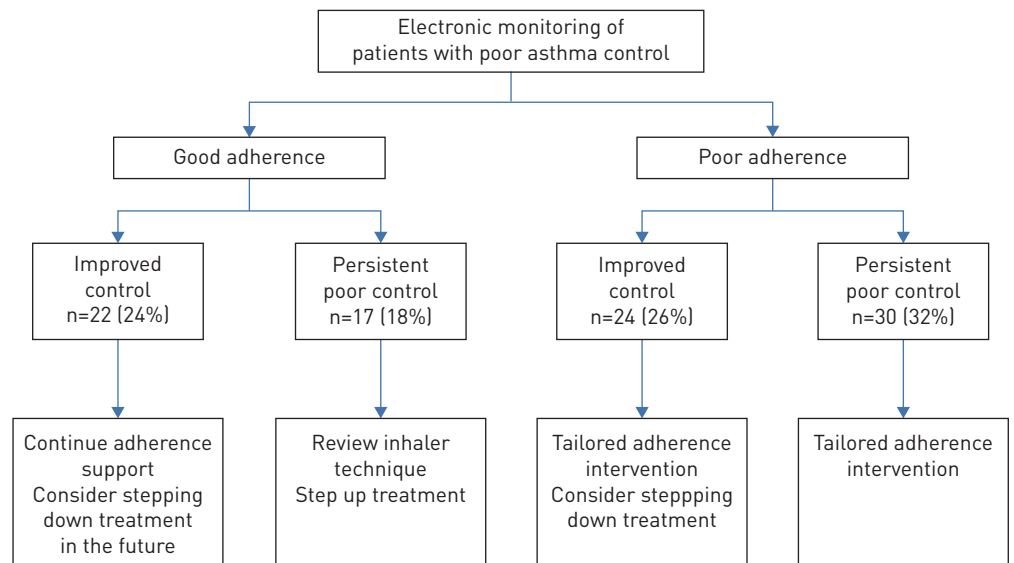 Electronic monitoring of
patients with poor asthma control
Good adherence
Poor adherence
Improved
control
n=22 (24%)
Persistent
poor control
n=17 (18%)
Improved
control
n=24 (26%)
Persistent
poor control
n=30 (32%)
Continue adherence
support
Consider stepping
down treatment
in the future
Review inhaler
technique
Step up treatment
Tailored adherence
intervention
Consider steppping
down treatment
Tailored adherence
intervention